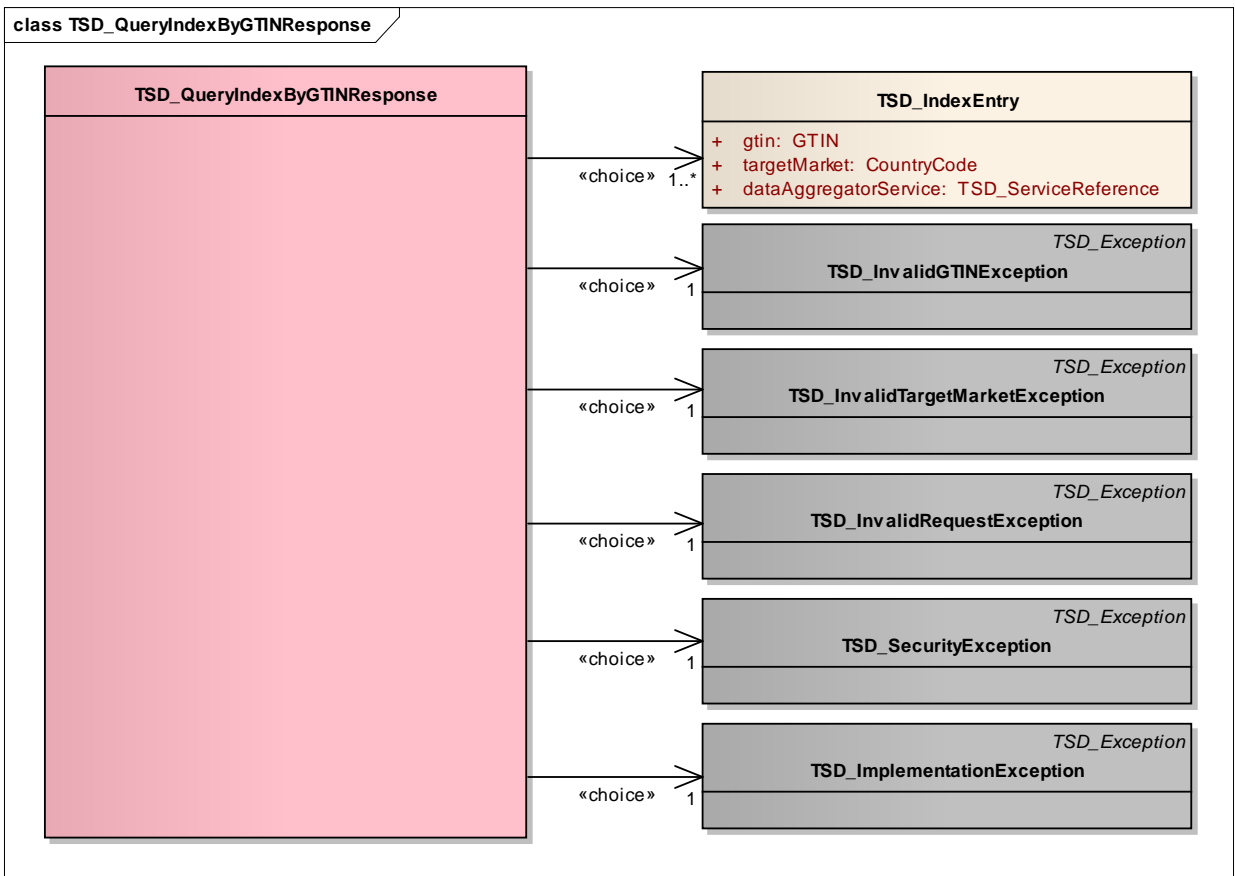 class TSD_QueryIndexByGTINResponse
TSD_QueryIndexByGTINResponse
TSD_IndexEntry
+ gtin: GTIN
+ targetMarket: CountryCode
+ dataAggregatorService: TSD_ServiceReference
«choice» 1..*
TSD_Exception
TSD_InvalidGTINException
«choice» 1
TSD_Exception
TSD_InvalidTargetMarketException
«choice» 1
TSD_Exception
TSD_InvalidRequestException
«choice» 1
TSD_Exception
TSD_SecurityException
«choice» 1
TSD_Exception
TSD_ImplementationException
«choice» 1